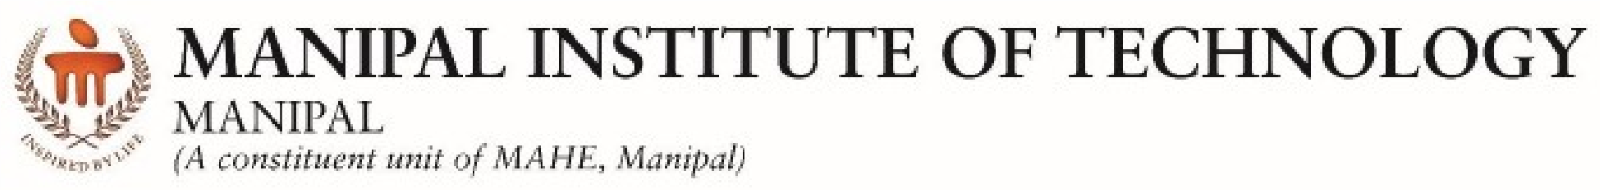 MANIPAL INSTITUTE OF TECHNOLOGY
MANIPAL
(A constituent unit of MAHE, Manipal)
INSPIRED BY LIFE